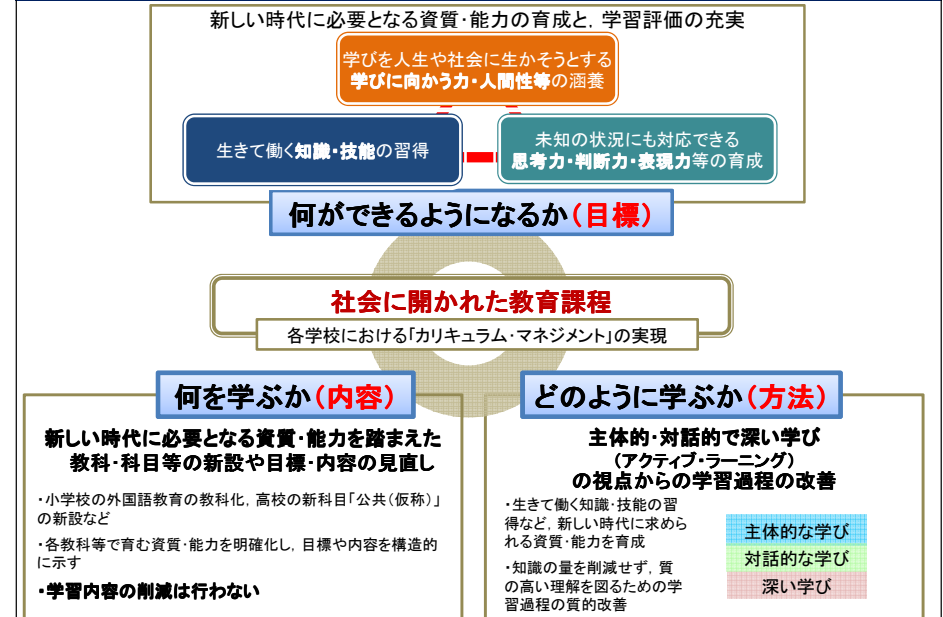 新しい時代に必要となる資質・能力の育成と，学習評価の充実
学びを人生や社会に生かそうとする
学びに向かう力・人間性等の涵養
生きて働く知識・技能の習得
未知の状況にも対応できる
思考力・判断力・表現力等の育成
何ができるようになるか（目標）
社会に開かれた教育課程
各学校における「カリキュラム・マネジメント」の実現
何を学ぶか（内容）
新しい時代に必要となる資質・能力を踏まえた
教科・科目等の新設や目標・内容の見直し
・小学校の外国語教育の教科化，高校の新科目「公共（仮称）」
の新設など
・各教科等で育む資質・能力を明確化し，目標や内容を構造的
に示す
・学習内容の削減は行わない
どのように学ぶか（方法）
主体的・対話的で深い学び
（アクティブ・ラーニング）
の視点からの学習過程の改善
・生きて働く知識・技能の習
得など，新しい時代に求めら
れる資質・能力を育成
・知識の量を削減せず，質
の高い理解を図るための学
習過程の質的改善
主体的な学び
対話的な学び
深い学び